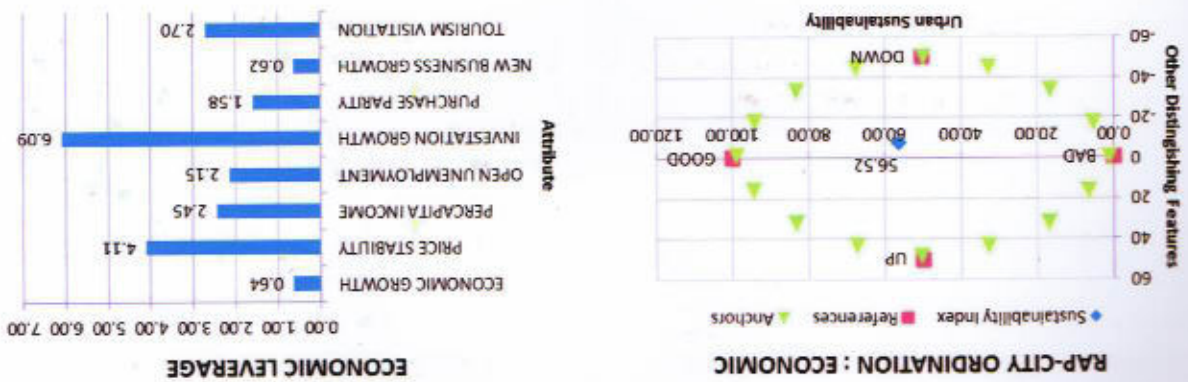 RAP-CITY ORDINATION : ECONOMIC
Sustainability Index
References
Anchors
Other Distingishing Features
60
40
20
0
-20
-40
-60
UP
BAD
GOOD
56.52
DOWN
0.00
20.00
40.00
60.00
80.00
100.00
120.00
Urban Sustainability
ECONOMIC LEVERAGE
0.00
1.00
2.00
3.00
4.00
5.00
6.00
7.00
Attribute
ECONOMIC GROWTH
0.64
PRICE STABILITY
4.11
PERCAPITA INCOME
2.45
OPEN UNEMPLOYMENT
2.15
INVESTATION GROWTH
6.09
PURCHASE PARITY
1.58
NEW BUSINESS GROWTH
0.62
TOURISM VISITATION
2.70